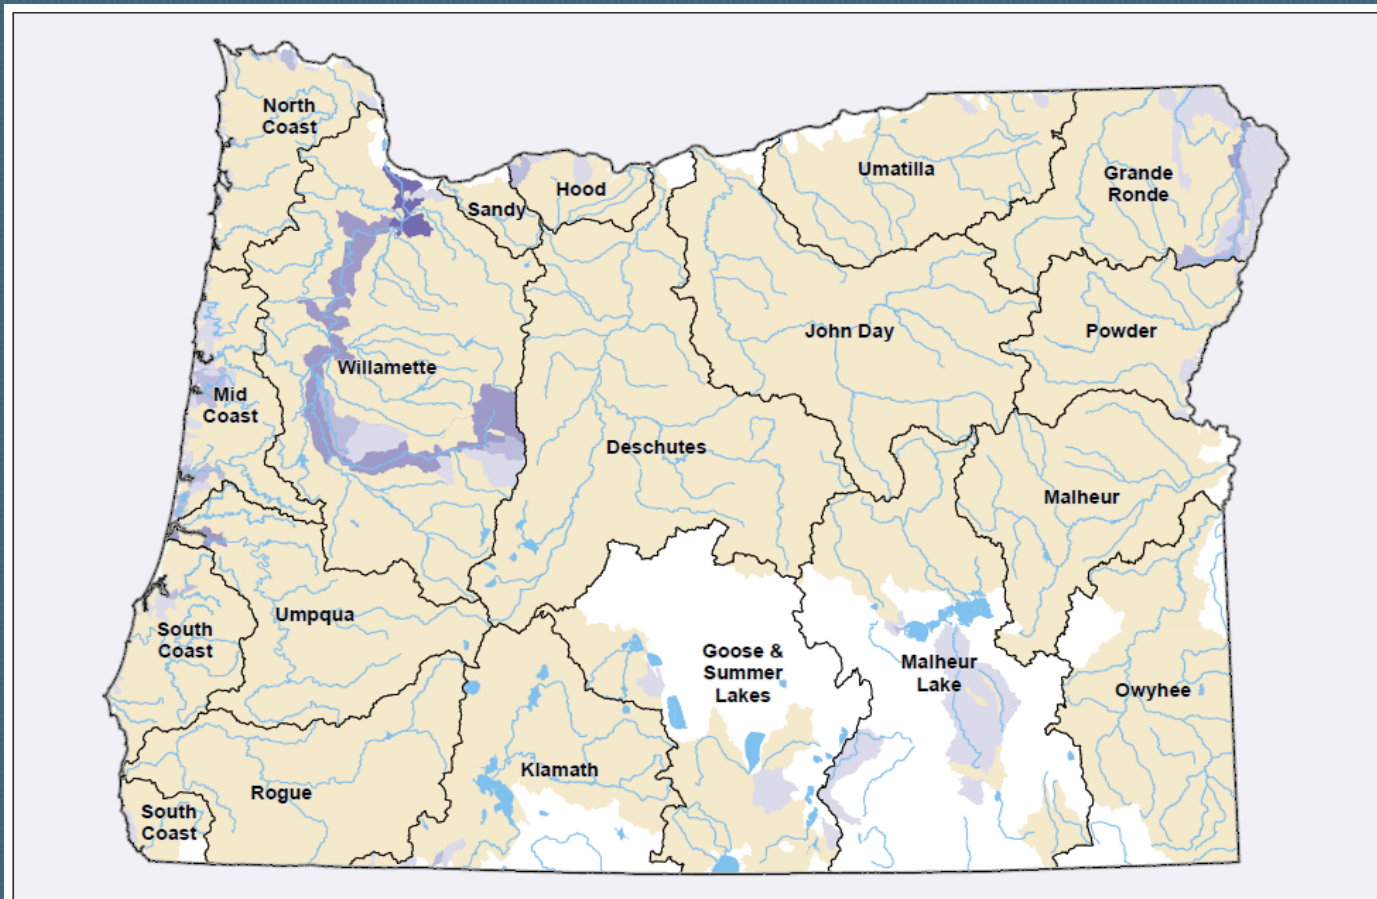 North
Coast
Hood
Sandy
Umatilla
Grande
Ronde
John Day
Powder
Willamette
Mid
Coast
Deschutes
Malheur
Umpqua
South
Coast
Goose &
Summer
Lakes
Malheur
Lake
Owyhee
Klamath
Rogue
South
Coast